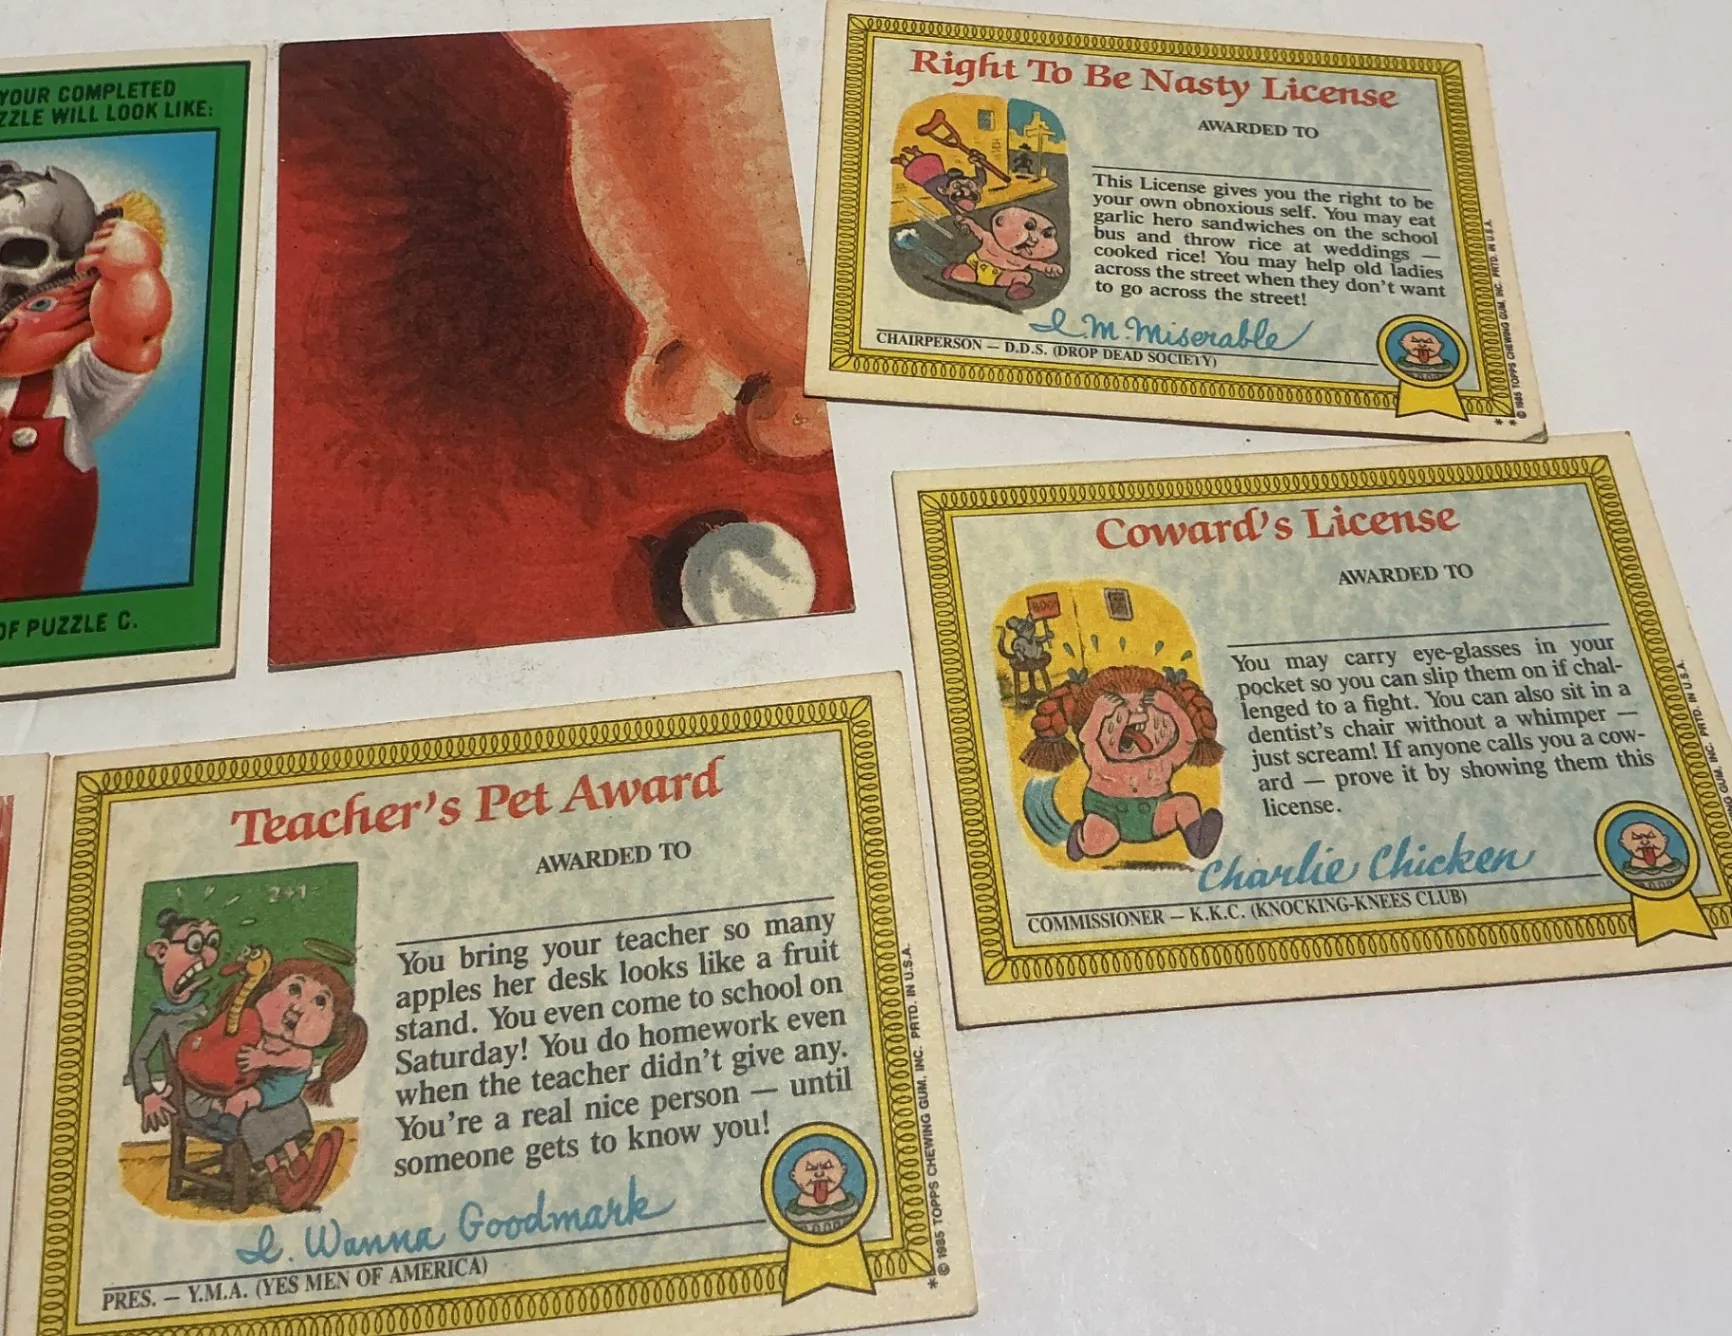 YOUR COMPLETED
ZZLE WILL LOOK LIKE:
OF PUZZLE C.
Right To Be Nasty License
AWARDED TO
This License gives you the right to be
your own obnoxious self. You may eat
garlic hero sandwiches on the school
bus and throw rice at weddings —
cooked rice! You may help old ladies
across the street when they don't want
to go across the street!
I. M. Miserable
CHAIRPERSON — D.D.S. (DROP DEAD SOCIETY)
** © 1985 TOPPS CHEWING GUM, INC. PRTD. IN U.S.A.
Coward's License
AWARDED TO
BOO!
You may carry eye-glasses in your
pocket so you can slip them on if chal-
lenged to a fight. You can also sit in a
dentist's chair without a whimper —
just scream! If anyone calls you a cow-
ard — prove it by showing them this
license.
Charlie Chicken
COMMISSIONER — K.K.C. (KNOCKING-KNEES CLUB)
GUM, INC. PRTD. IN U.S.A.
Teacher's Pet Award
AWARDED TO
2+1
You bring your teacher so many
apples her desk looks like a fruit
stand. You even come to school on
Saturday! You do homework even
when the teacher didn't give any.
You're a real nice person — until
someone gets to know you!
I. Wanna Goodmark
PRES. — Y.M.A. (YES MEN OF AMERICA)
* © 1985 TOPPS CHEWING GUM, INC. PRTD. IN U.S.A.